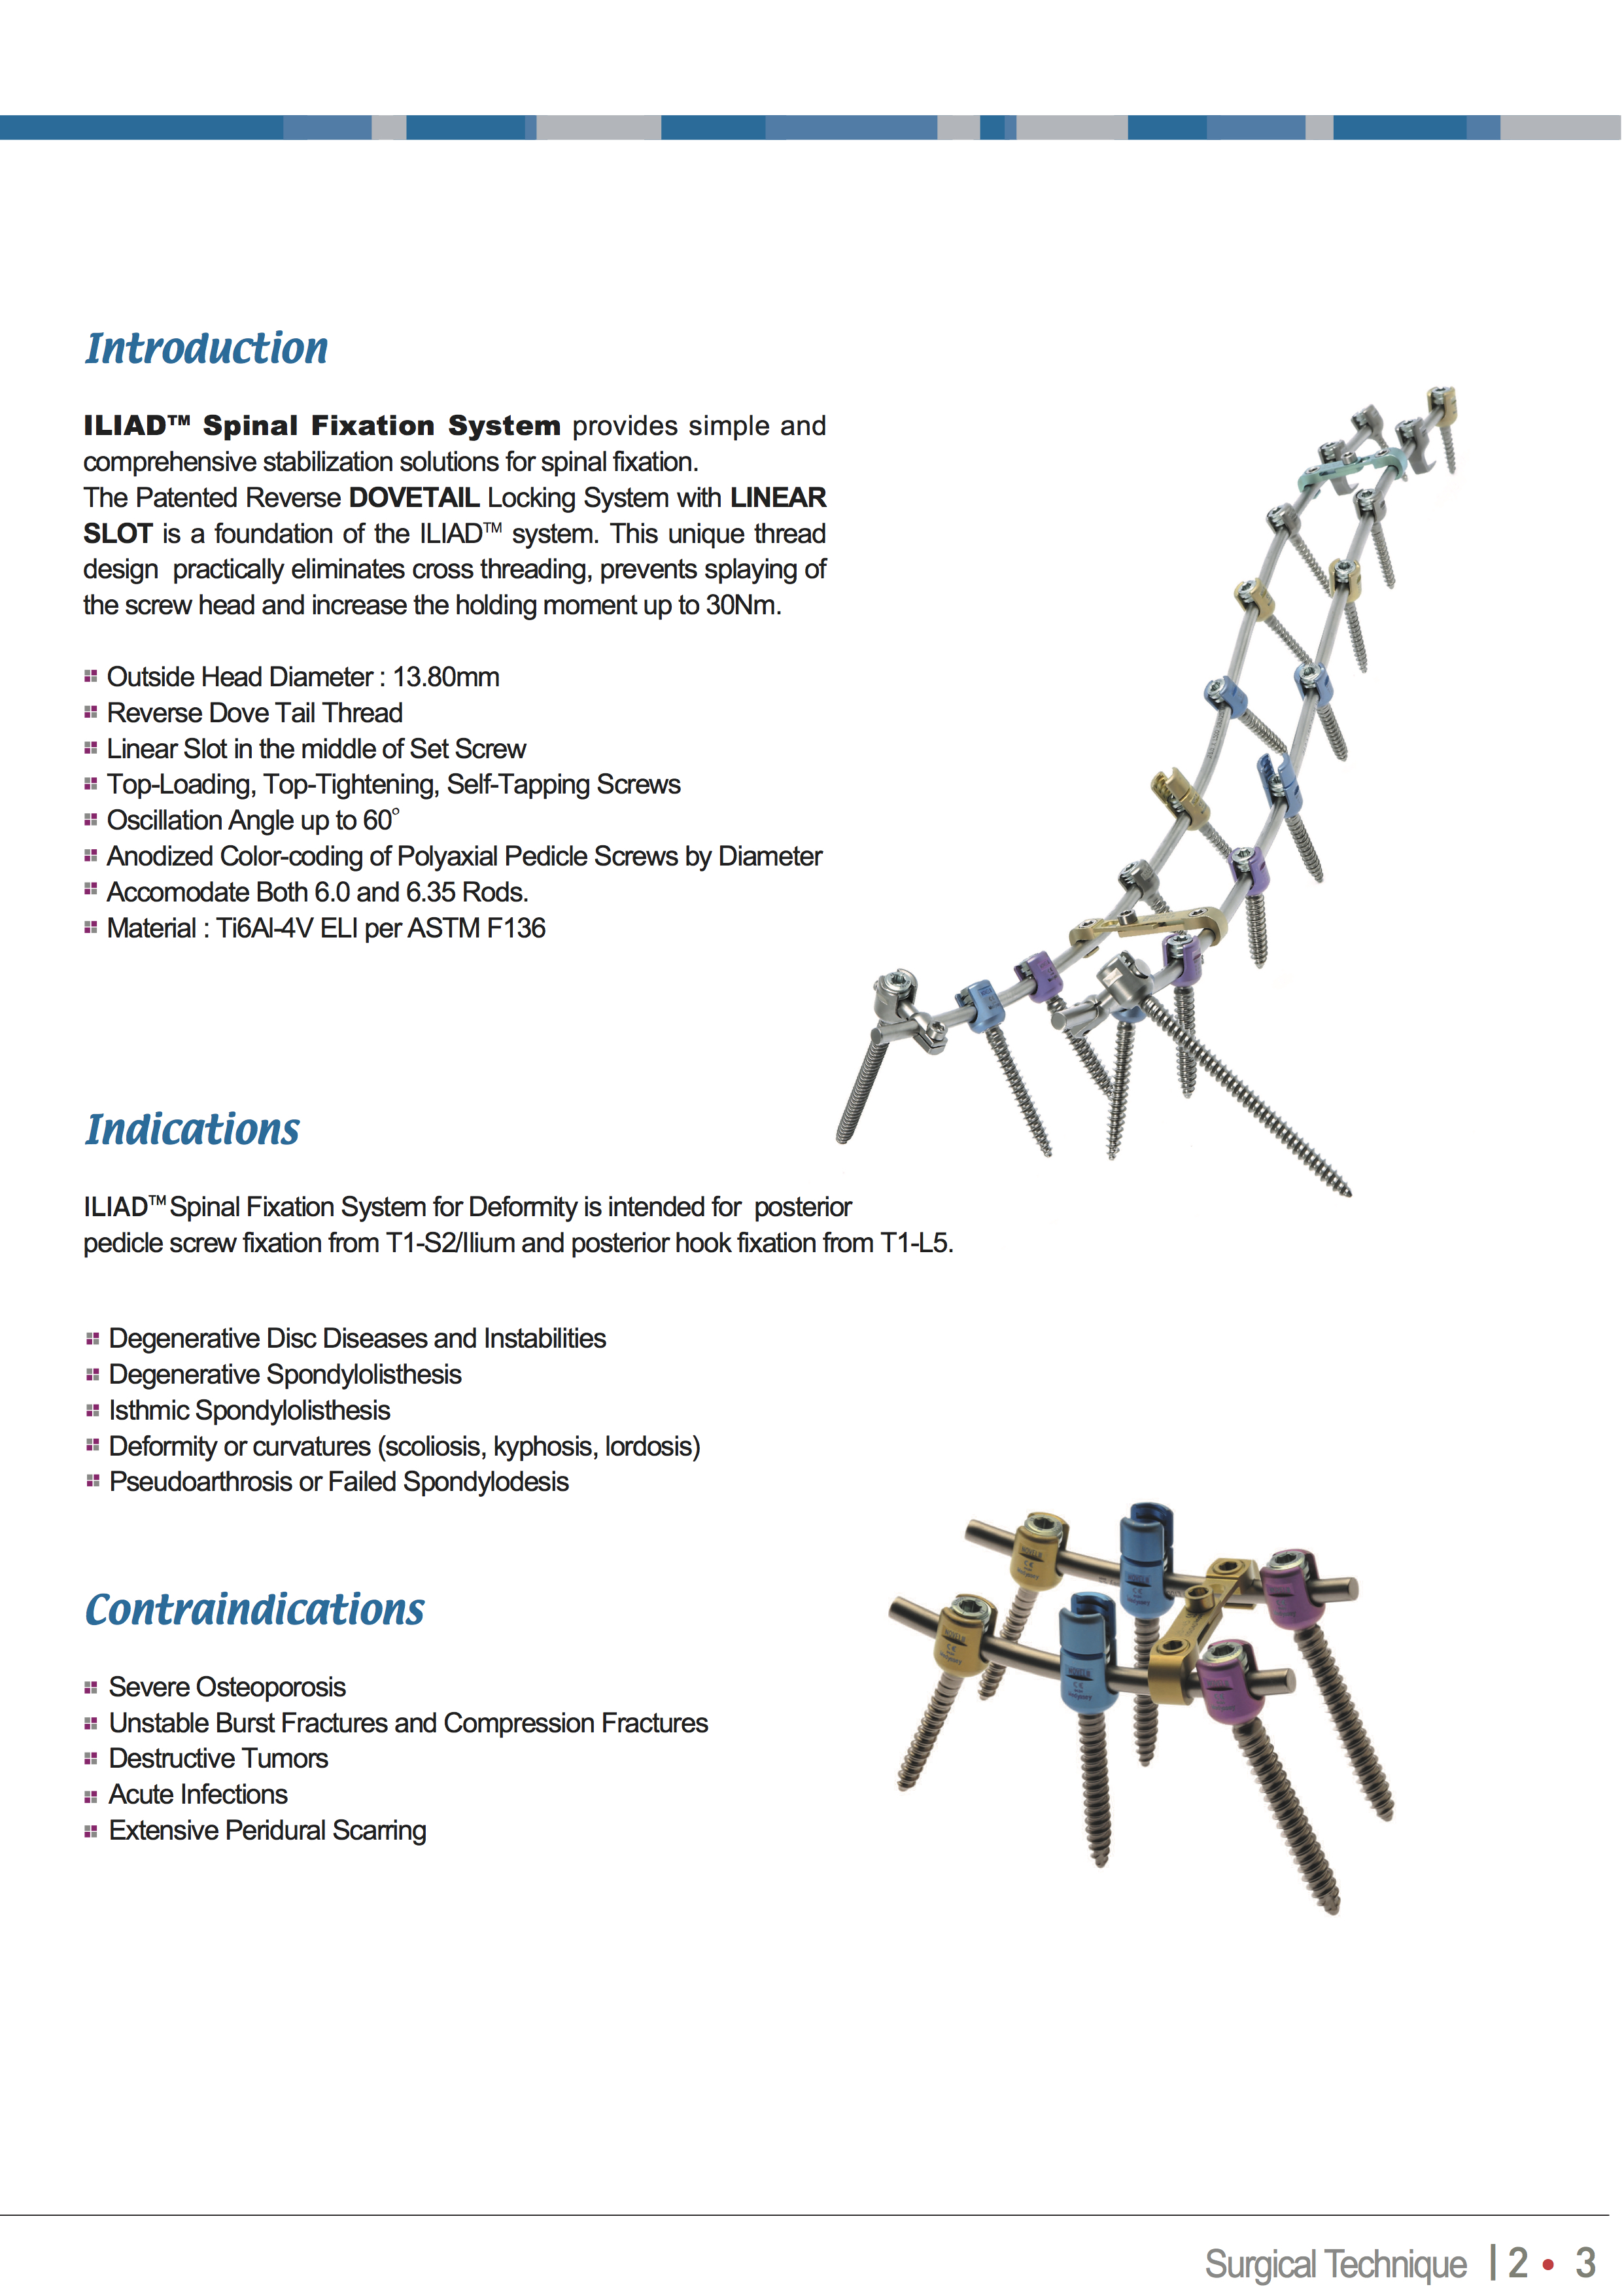 Introduction
ILIAD™ Spinal Fixation System provides simple and
comprehensive stabilization solutions for spinal fixation.
The Patented Reverse DOVETAIL Locking System with LINEAR
SLOT is a foundation of the ILIAD™ system. This unique thread
design practically eliminates cross threading, prevents splaying of
the screw head and increase the holding moment up to 30Nm.
Outside Head Diameter : 13.80mm
Reverse Dove Tail Thread
Linear Slot in the middle of Set Screw
Top-Loading, Top-Tightening, Self-Tapping Screws
Oscillation Angle up to 60°
Anodized Color-coding of Polyaxial Pedicle Screws by Diameter
Accomodate Both 6.0 and 6.35 Rods.
Material : Ti6Al-4V ELI per ASTM F136
Indications
ILIAD™ Spinal Fixation System for Deformity is intended for posterior
pedicle screw fixation from T1-S2/Ilium and posterior hook fixation from T1-L5.
Degenerative Disc Diseases and Instabilities
Degenerative Spondylolisthesis
Isthmic Spondylolisthesis
Deformity or curvatures (scoliosis, kyphosis, lordosis)
Pseudoarthrosis or Failed Spondylodesis
Contraindications
Severe Osteoporosis
Unstable Burst Fractures and Compression Fractures
Destructive Tumors
Acute Infections
Extensive Peridural Scarring
Surgical Technique | 2 • 3